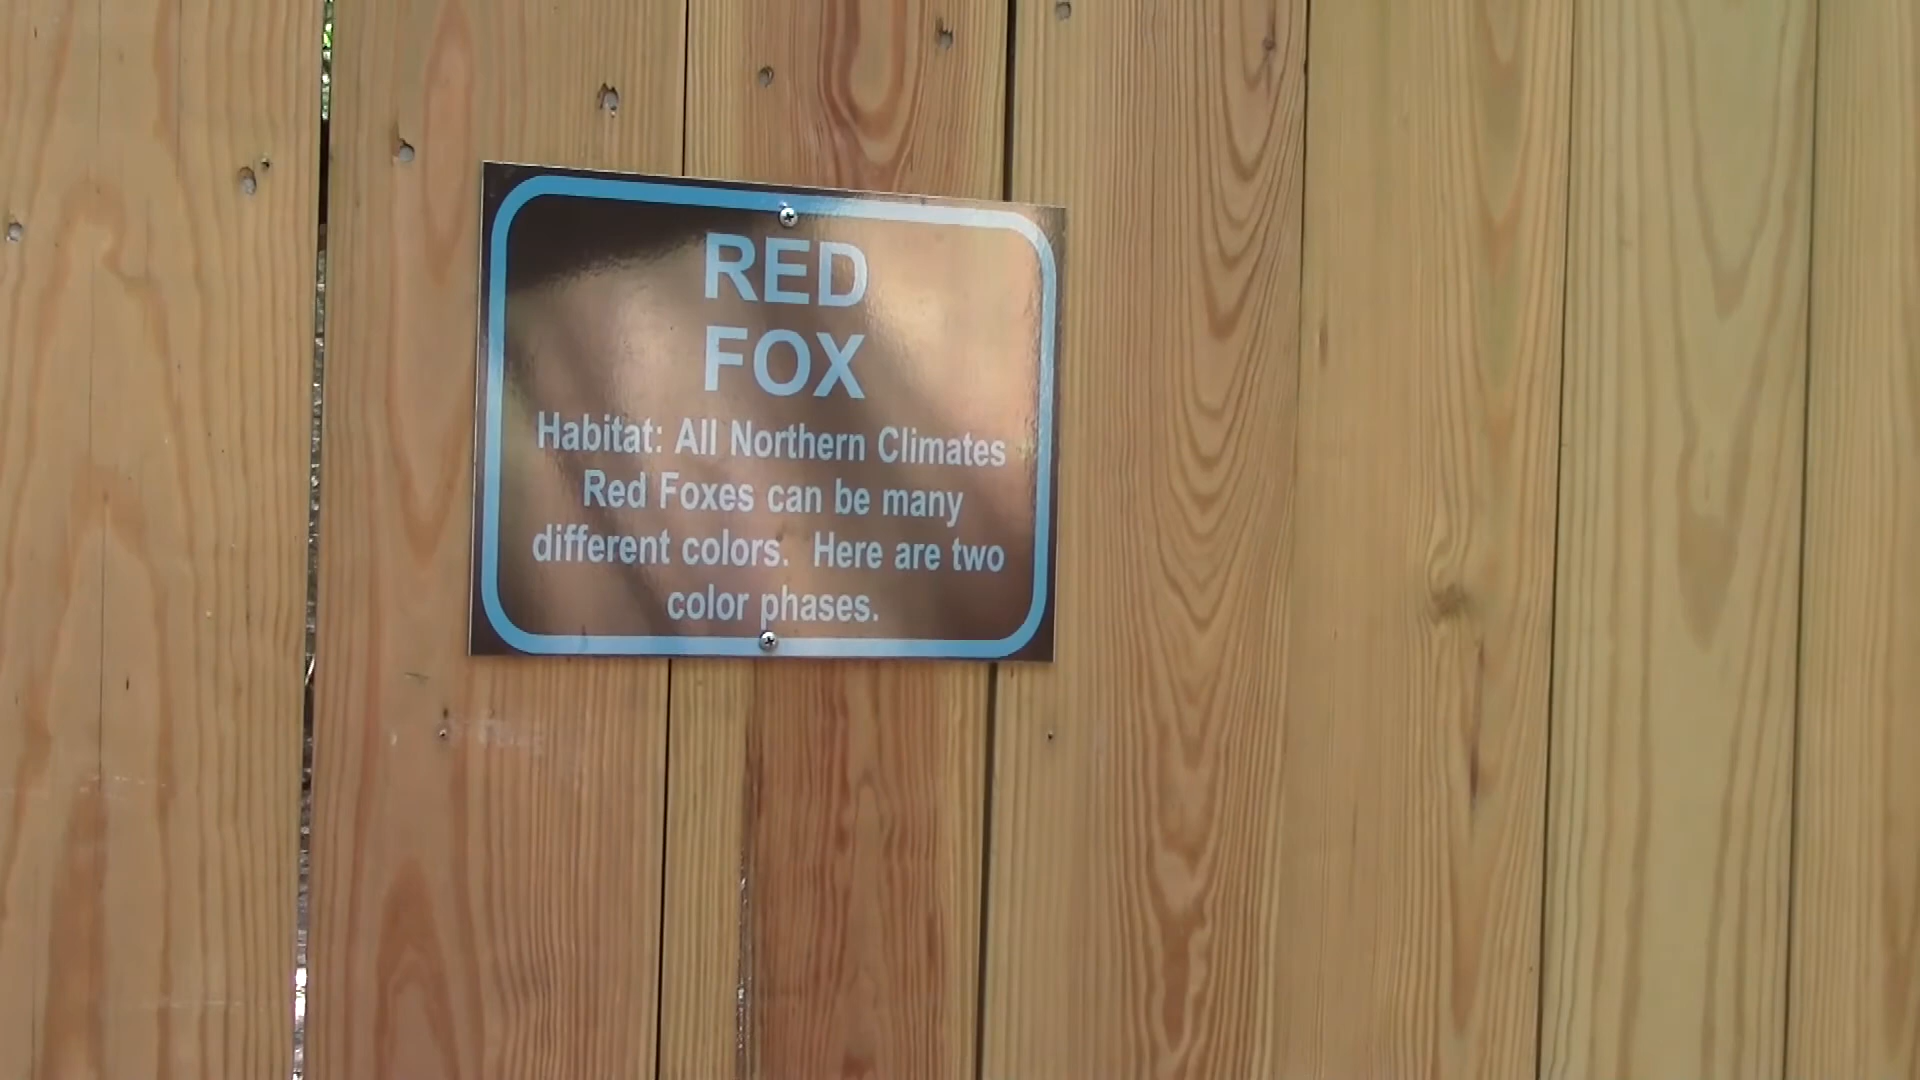 RED
FOX
Habitat: All Northern Climates
Red Foxes can be many
different colors. Here are two
color phases.